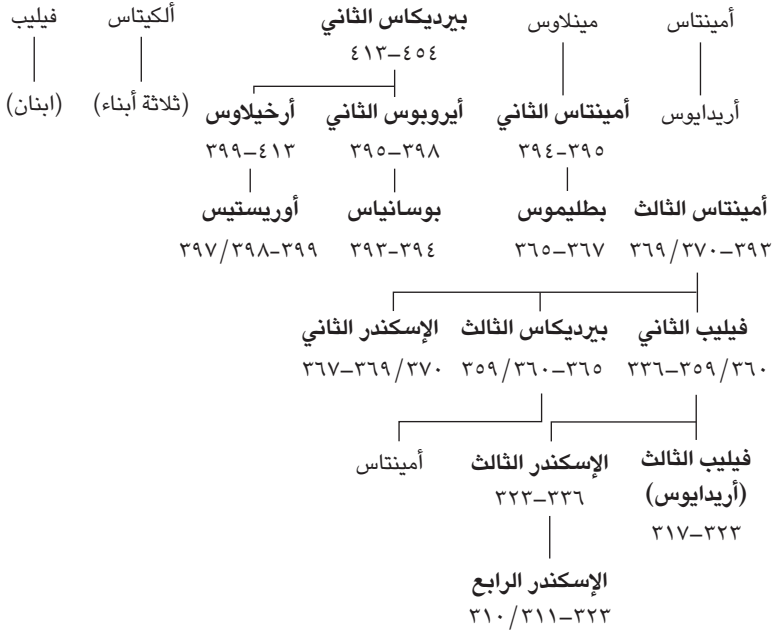 أمينتاس
مينلاوس
بيرديكاس الثاني
ألكيتاس
فيليب
٤٥٤–٤١٣
أريدايوس
(ثلاثة أبناء)
(ابنان)
أمينتاس الثاني
أيروبوس الثاني
أرخيلاوس
٣٩٥–٣٩٤
٣٩٨–٣٩٥
٤١٣–٣٩٩
أمينتاس الثالث
بطليموس
بوسانياس
أوريستيس
٣٩٣–٣٧٠/٣٦٩
٣٦٧–٣٦٥
٣٩٤–٣٩٣
٣٩٩–٣٩٨/٣٩٧
فيليب الثاني
بيرديكاس الثالث
الإسكندر الثاني
٣٦٠/٣٥٩–٣٣٦
٣٦٥–٣٦٠/٣٥٩
٣٧٠/٣٦٩–٣٦٧
فيليب الثالث
الإسكندر الثالث
أمينتاس
(أريدايوس)
٣٣٦–٣٢٣
٣٢٣–٣١٧
الإسكندر الرابع
٣٢٣–٣١١/٣١٠